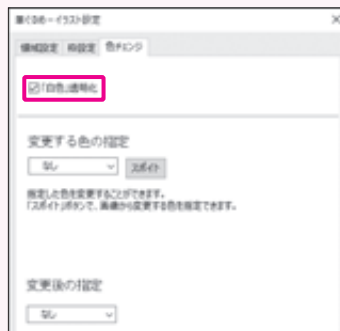 筆ぐるめ-イラスト設定
領域設定 枠設定 色チェンジ
「白色」透明化
変更する色の指定
なし スポイト
指定した色を変更することができます。
「スポイト」ボタンで、画像から変更する色を指定できます。
変更後の指定
なし